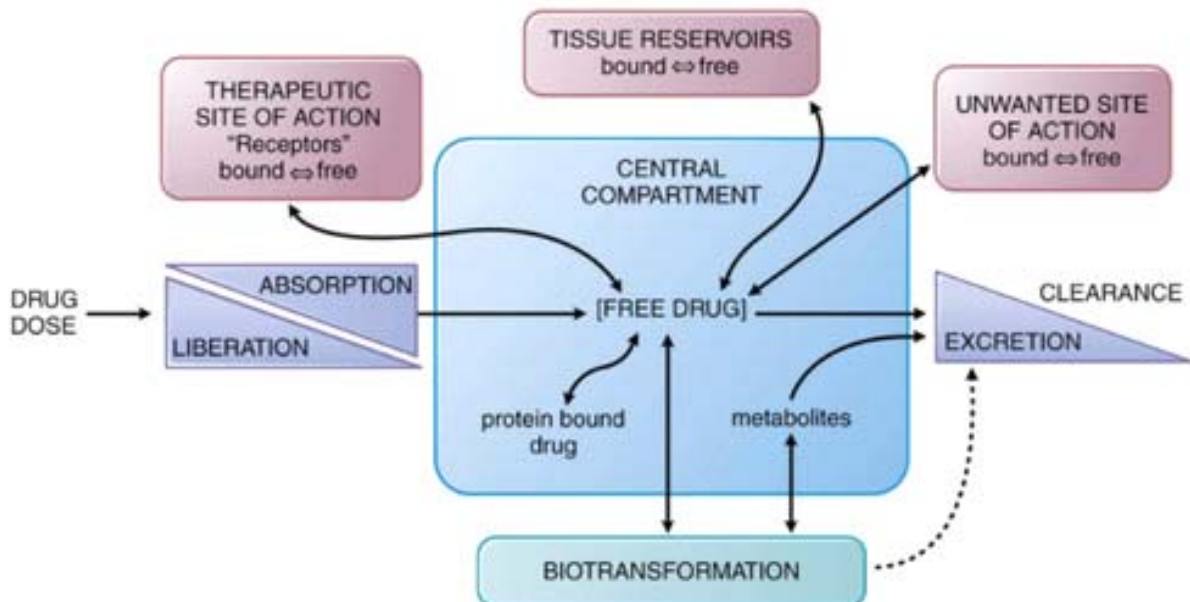 TISSUE RESERVOIRS
bound ⇔ free
THERAPEUTIC
SITE OF ACTION
“Receptors”
bound ⇔ free
UNWANTED SITE
OF ACTION
bound ⇔ free
CENTRAL
COMPARTMENT
DRUG
DOSE
ABSORPTION
LIBERATION
[FREE DRUG]
CLEARANCE
EXCRETION
protein bound
drug
metabolites
BIOTRANSFORMATION